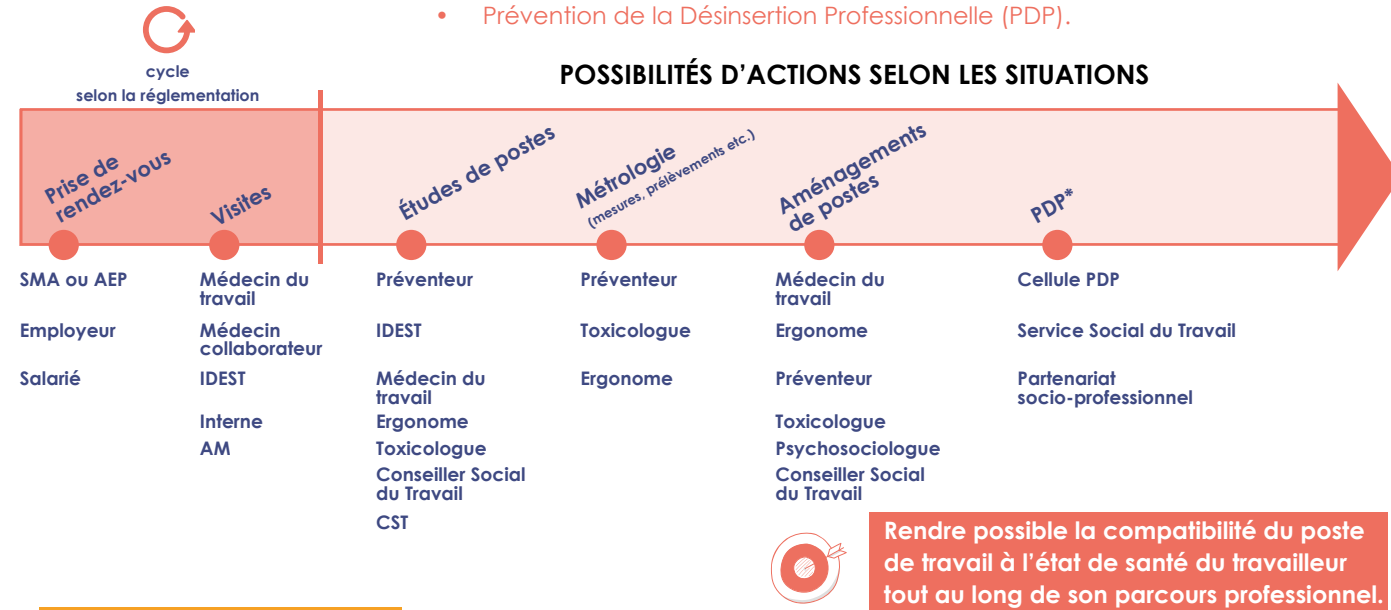 • Prévention de la Désinsertion Professionnelle (PDP).
cycle
selon la réglementation
POSSIBILITÉS D’ACTIONS SELON LES SITUATIONS
Prise de
rendez-vous
Visites
Études de postes
Métrologie
(mesures, prélèvements etc.)
Aménagements
de postes
PDP*
SMA ou AEP
Employeur
Salarié
Médecin du
travail
Médecin
collaborateur
IDEST
Interne
AM
Préventeur
IDEST
Médecin du
travail
Ergonome
Toxicologue
Conseiller Social
du Travail
CST
Préventeur
Toxicologue
Ergonome
Médecin du
travail
Ergonome
Préventeur
Toxicologue
Psychosociologue
Conseiller Social
du Travail
Cellule PDP
Service Social du Travail
Partenariat
socio-professionnel
Rendre possible la compatibilité du poste
de travail à l’état de santé du travailleur
tout au long de son parcours professionnel.